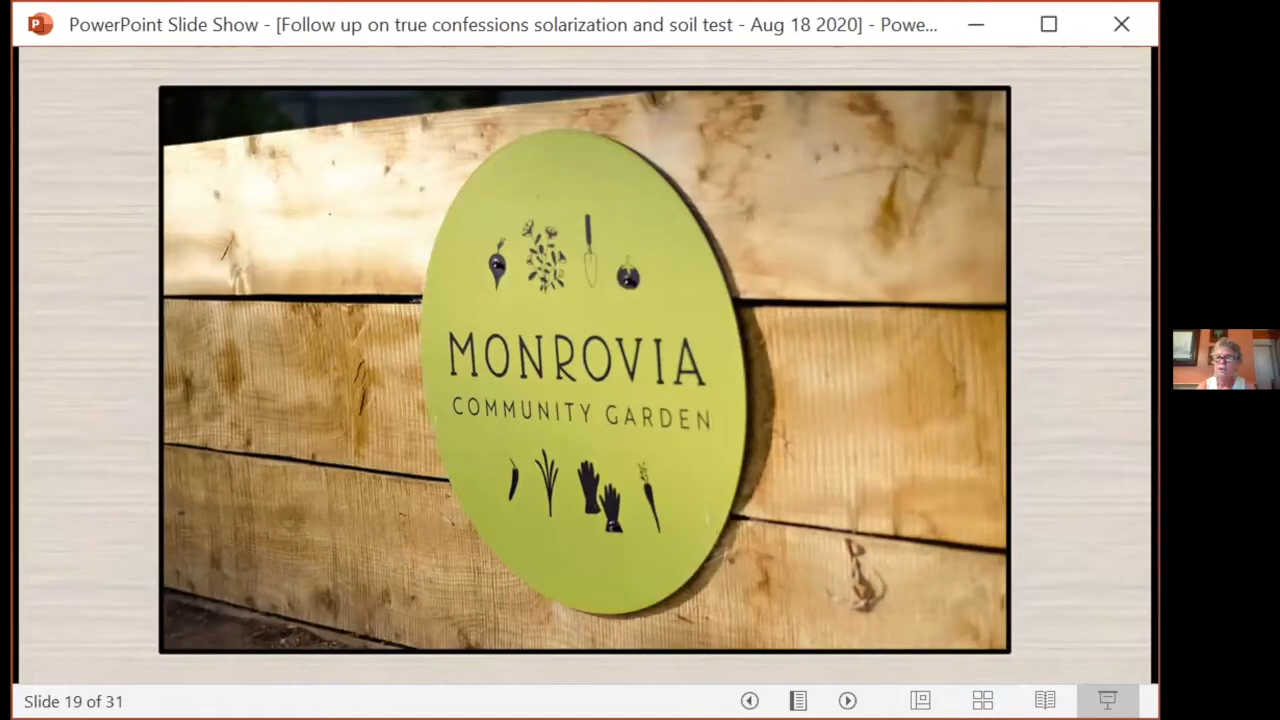 PowerPoint Slide Show - [Follow up on true confessions solarization and soil test - Aug 18 2020] - Powe...
MONROVIA
COMMUNITY GARDEN
Slide 19 of 31